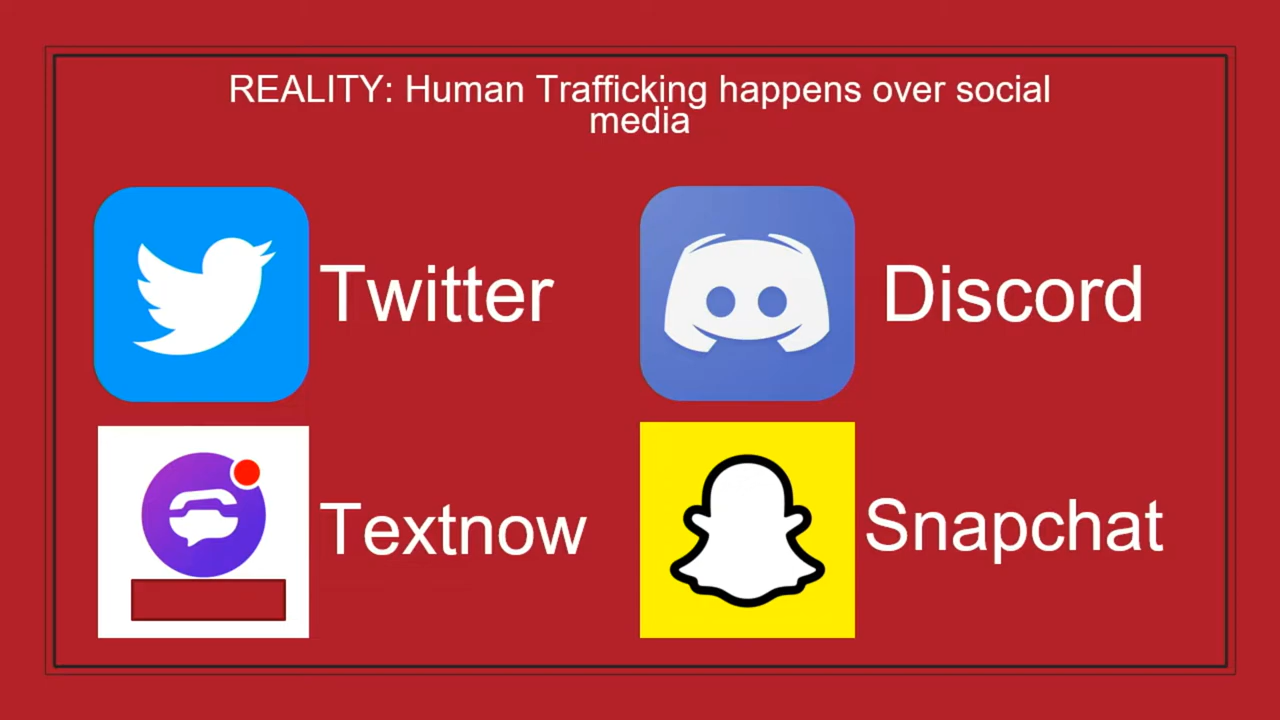 REALITY: Human Trafficking happens over social
media
Twitter
Discord
Textnow
Snapchat